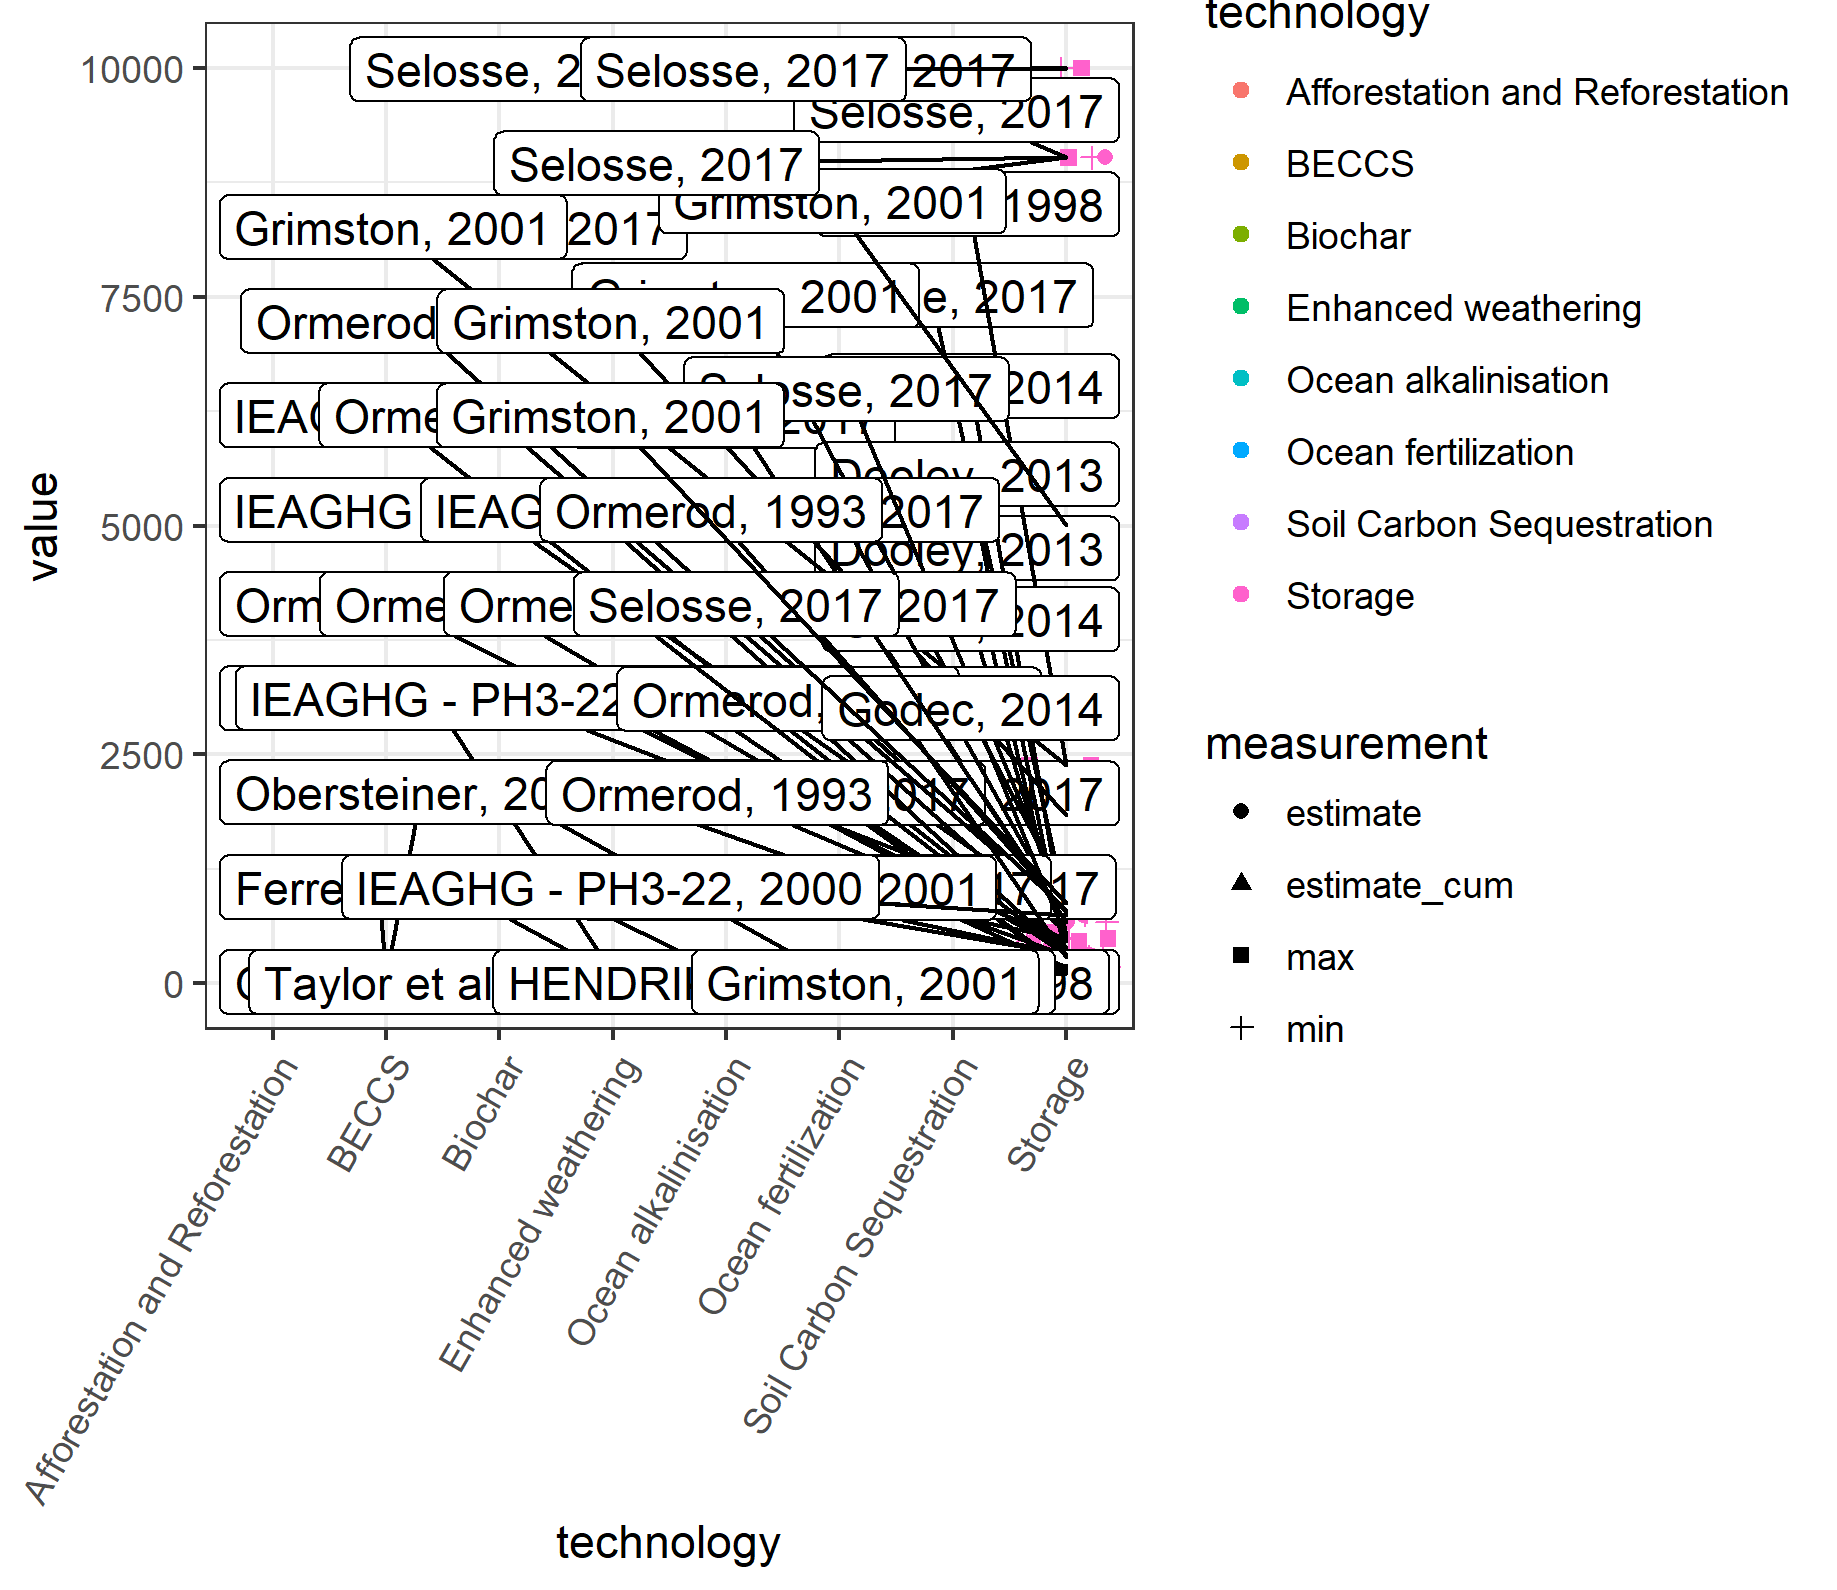 technology
Afforestation and Reforestation
BECCS
Biochar
Enhanced weathering
Ocean alkalinisation
Ocean fertilization
Soil Carbon Sequestration
Storage
measurement
estimate
estimate_cum
max
min
value
10000
7500
5000
2500
0
Selosse, 2
Selosse, 2017
2017
Selosse, 2017
Selosse, 2017
Grimston, 2001
1998
Grimston, 2001
2017
2001
e, 2017
Ormerod
Grimston, 2001
2017
2014
IEAG
Orme
Grimston, 2001
2013
IEAGHG
IEAG
Ormerod, 1993
2017
Dooley, 2013
Orm
Orme
Orme
Selosse, 2017
2017
2014
IEAGHG - PH3-22
Ormerod,
Godec, 2014
Obersteiner, 20
Ormerod, 1993
017
2017
Ferre
IEAGHG - PH3-22, 2000
2001
17
Taylor et al
HENDRI
Grimston, 2001
98
Afforestation and Reforestation
BECCS
Biochar
Enhanced weathering
Ocean alkalinisation
Ocean fertilization
Soil Carbon Sequestration
Storage
technology